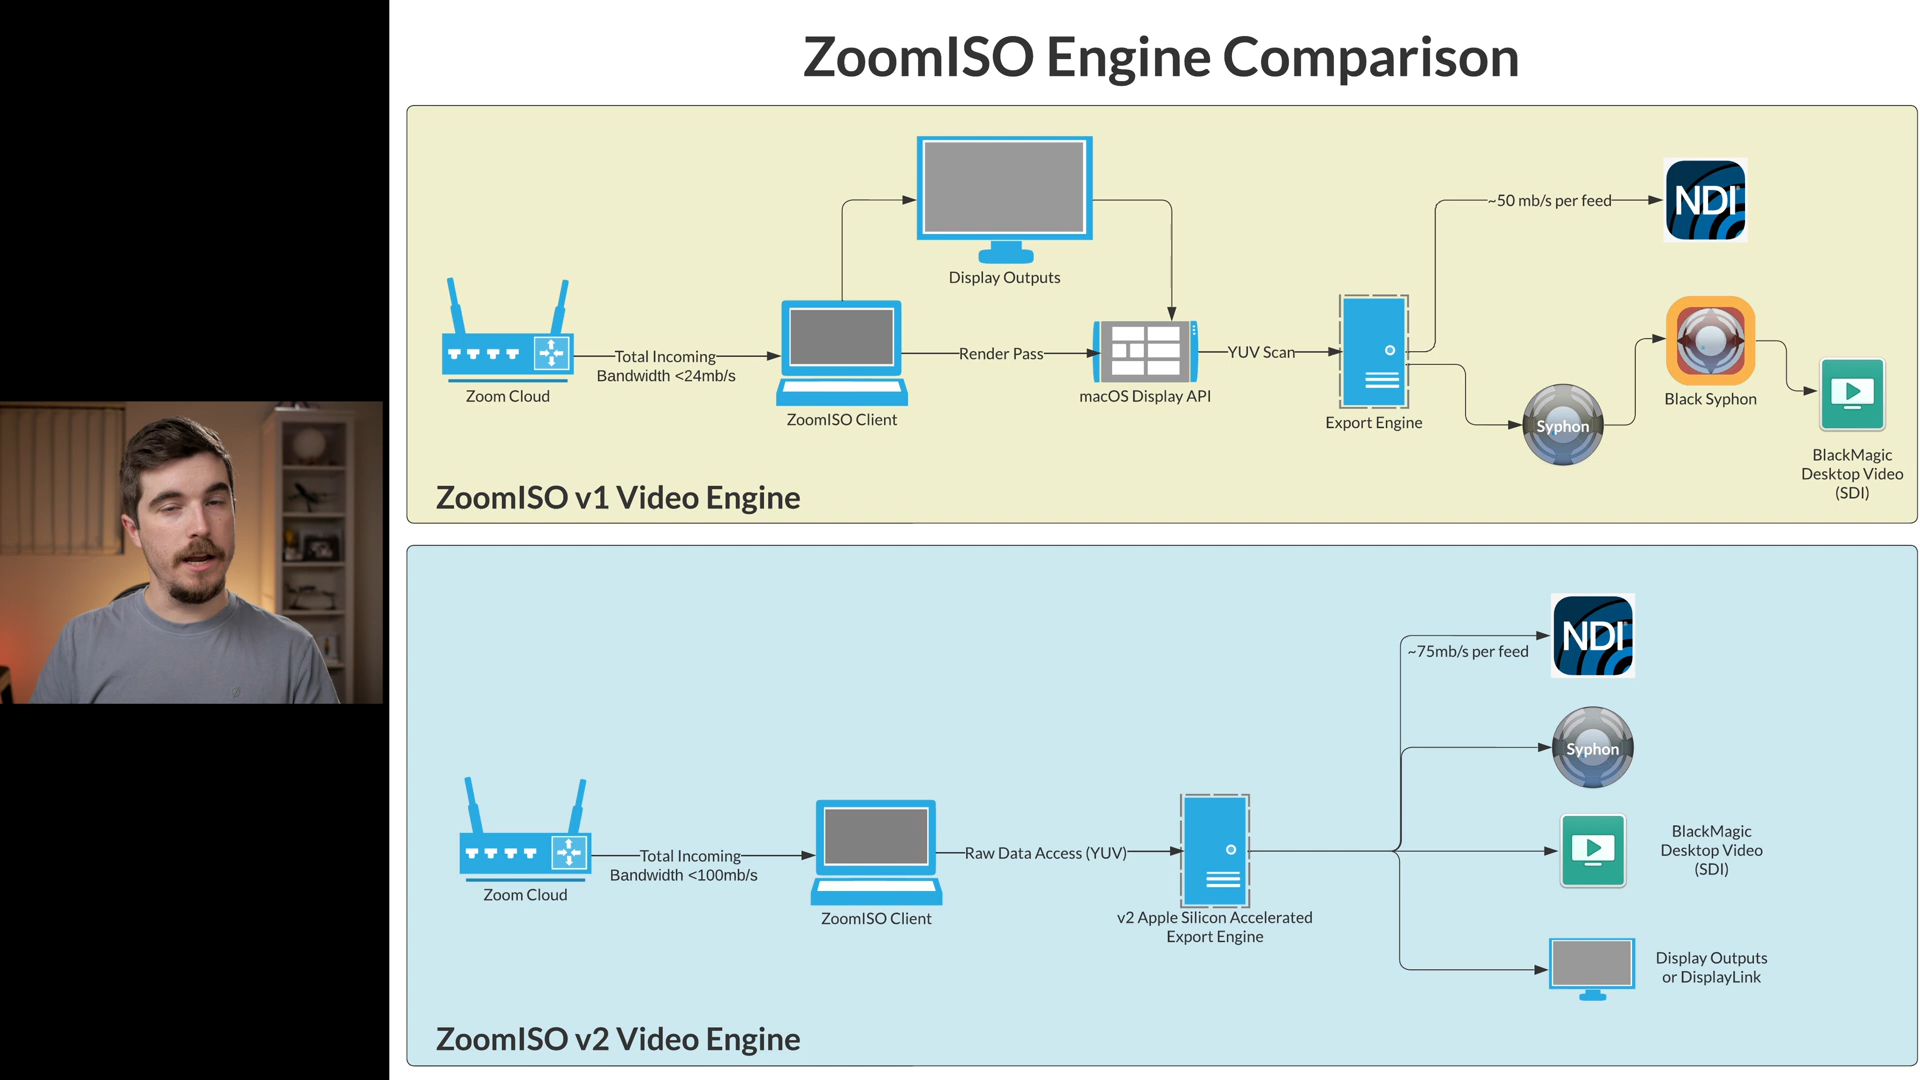 ZoomISO Engine Comparison
Display Outputs
~50 mb/s per feed
NDI
Total Incoming
Bandwidth <24mb/s
Zoom Cloud
ZoomISO Client
Render Pass
macOS Display API
YUV Scan
Export Engine
Syphon
Black Syphon
BlackMagic
Desktop Video
(SDI)
ZoomISO v1 Video Engine
NDI
~75mb/s per feed
Syphon
Total Incoming
Bandwidth <100mb/s
Zoom Cloud
ZoomISO Client
Raw Data Access (YUV)
v2 Apple Silicon Accelerated
Export Engine
BlackMagic
Desktop Video
(SDI)
Display Outputs
or DisplayLink
ZoomISO v2 Video Engine